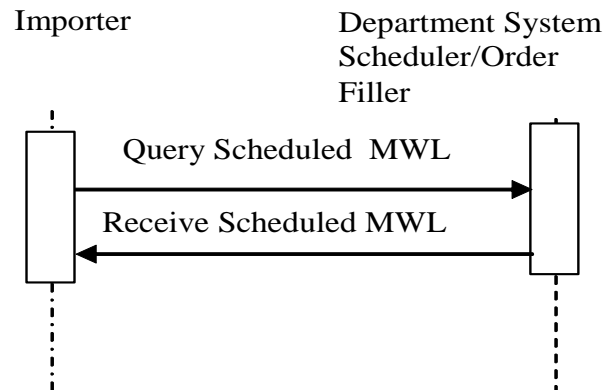 Importer
Department System
Scheduler/Order
Filler
Query Scheduled MWL
Receive Scheduled MWL